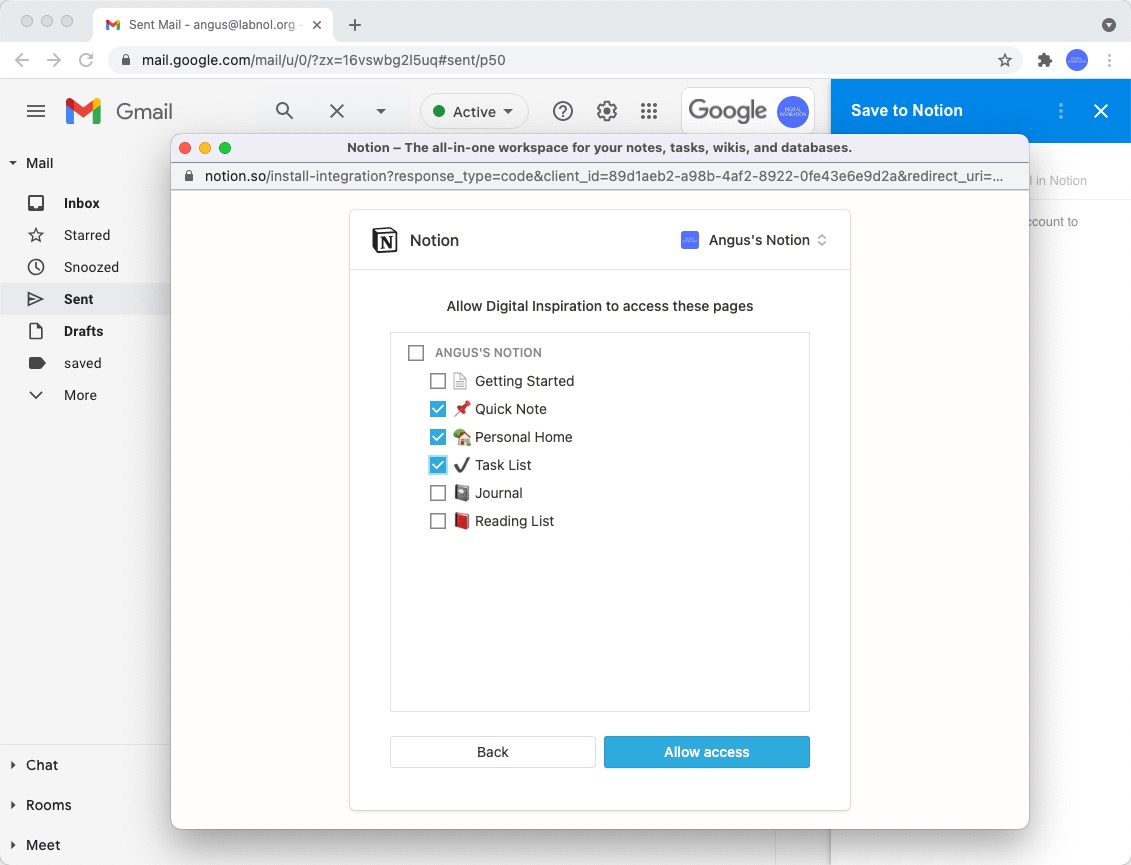 Sent Mail - angus@labnol.org -
mail.google.com/mail/u/0/?zx=16vswbg2l5uq#sent/p50
Gmail
Active
Google
Save to Notion
Notion – The all-in-one workspace for your notes, tasks, wikis, and databases.
notion.so/install-integration?response_type=code&client_id=89d1aeb2-a98b-4af2-8922-0fe43e6e9d2a&redirect_uri=...
in Notion
ccount to
Mail
Inbox
Starred
Snoozed
Sent
Drafts
saved
More
Notion
Angus's Notion
Allow Digital Inspiration to access these pages
ANGUS'S NOTION
Getting Started
Quick Note
Personal Home
Task List
Journal
Reading List
Back
Allow access
Chat
Rooms
Meet